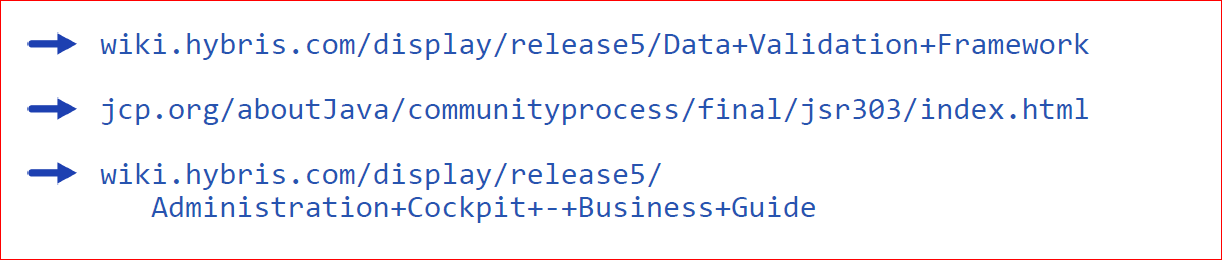 wiki.hybris.com/display/release5/Data+Validation+Framework
jcp.org/aboutJava/communityprocess/final/jsr303/index.html
wiki.hybris.com/display/release5/
Administration+Cockpit+-+Business+Guide